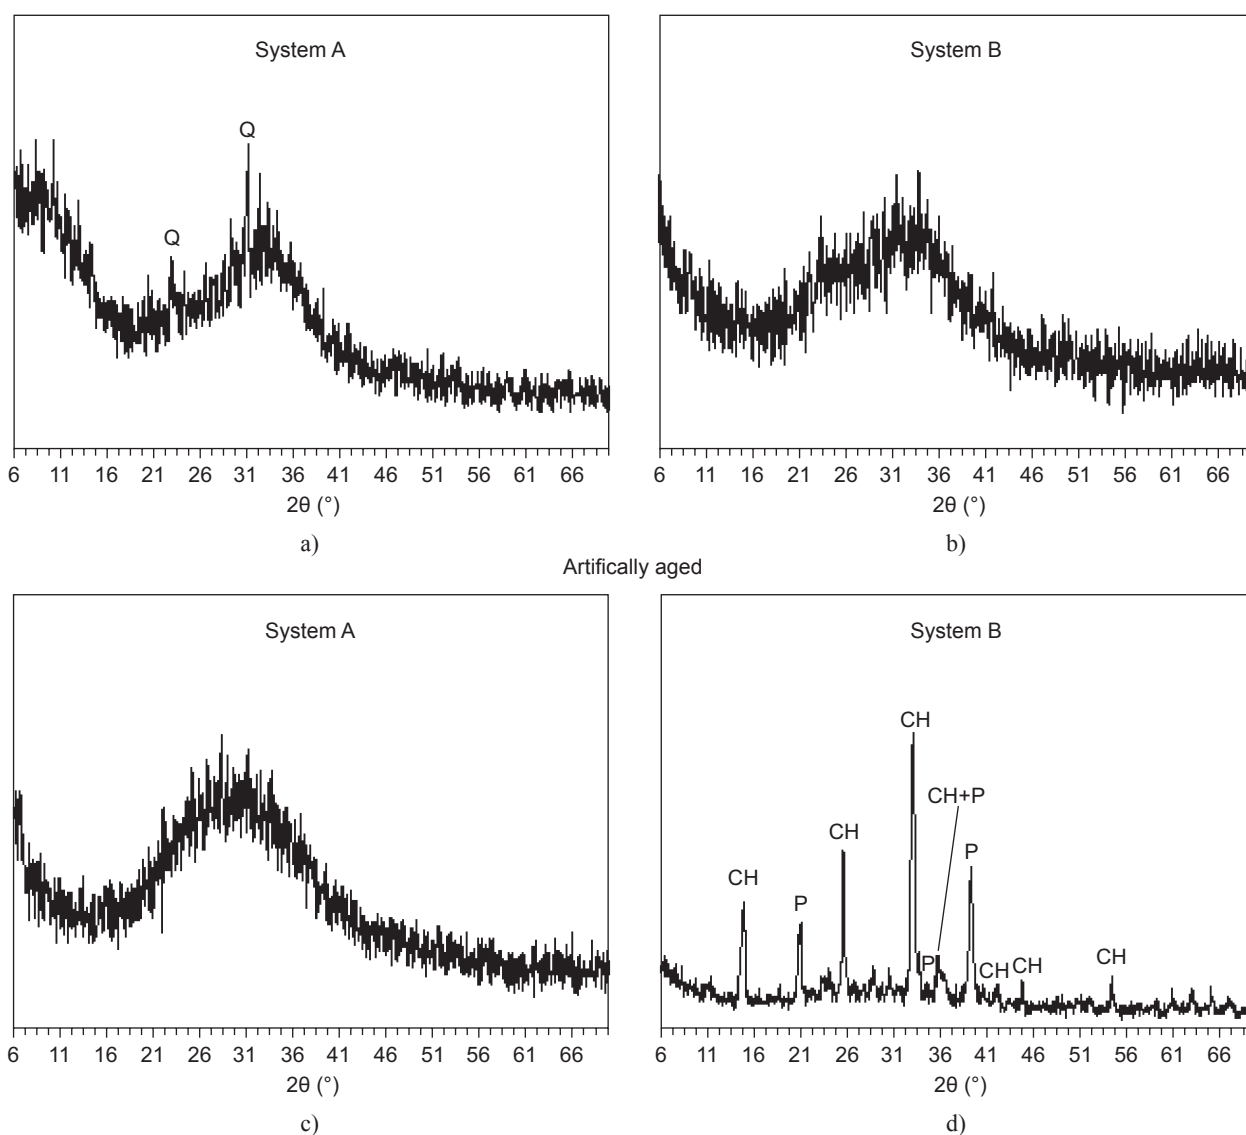 System A
Q
Q
6 11 16 21 26 31 36 41 46 51 56 61 66
2θ (°)
a)
System B
6 11 16 21 26 31 36 41 46 51 56 61 66
2θ (°)
b)
Artifically aged
System A
6 11 16 21 26 31 36 41 46 51 56 61 66
2θ (°)
c)
System B
CH
CH+P
CH
P
CH
P
P
CH
CH
CH
6 11 16 21 26 31 36 41 46 51 56 61 66
2θ (°)
d)